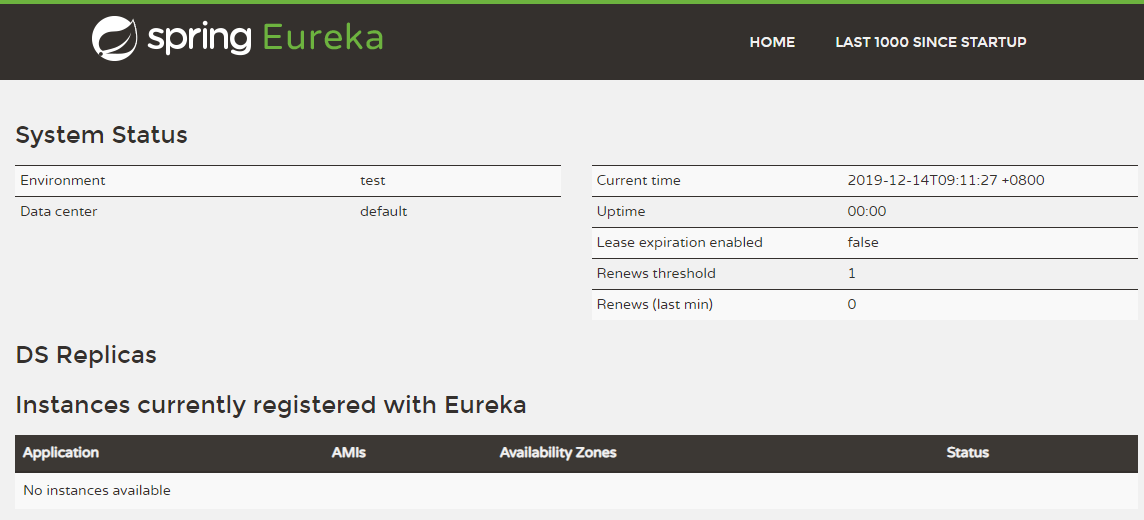 spring Eureka
HOME LAST 1000 SINCE STARTUP
System Status
Environment test
Data center default
Current time 2019-12-14T09:11:27 +0800
Uptime 00:00
Lease expiration enabled false
Renews threshold 1
Renews (last min) 0
DS Replicas
Instances currently registered with Eureka
Application AMIs Availability Zones Status
No instances available